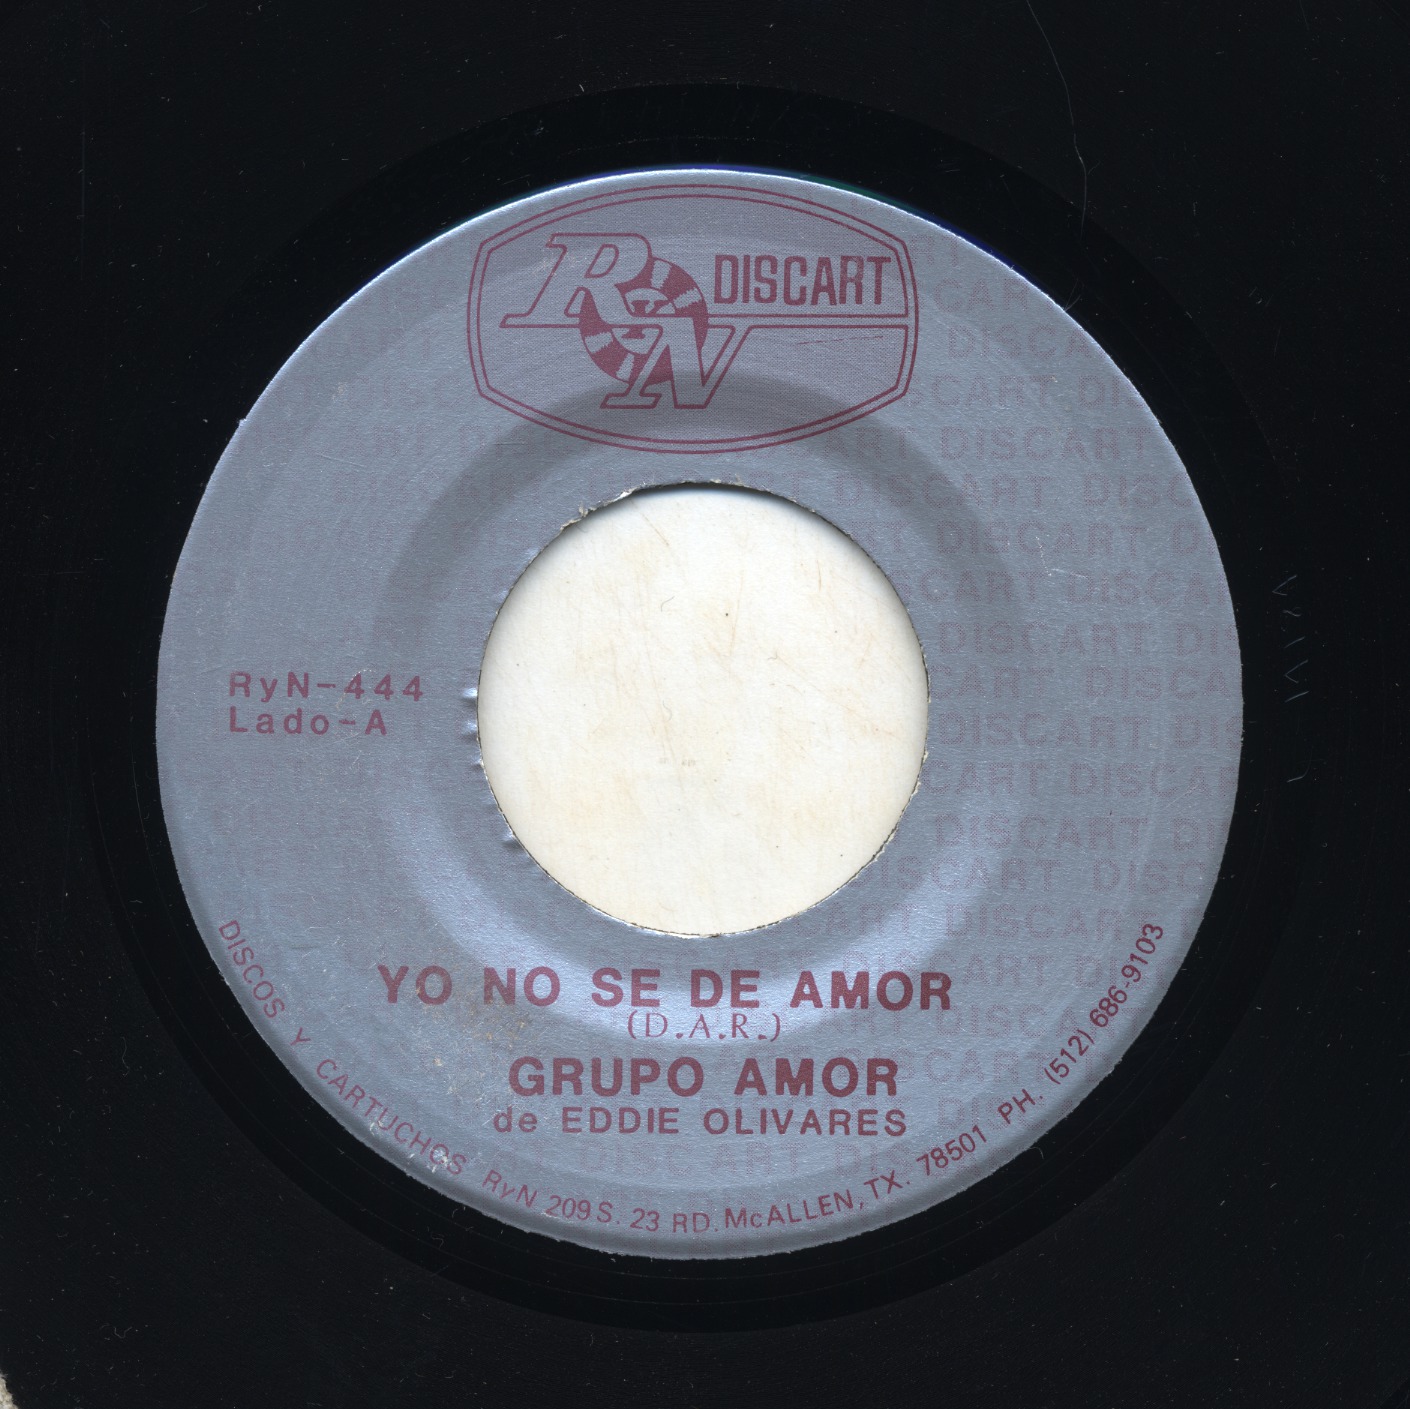 RN DISCART
RyN-444
Lado-A
YO NO SE DE AMOR
(D.A.R.)
GRUPO AMOR
de EDDIE OLIVARES
DISCOS Y CARTUCHOS RyN 209 S. 23 RD. McALLEN, TX. 78501 PH. (512) 686-9103